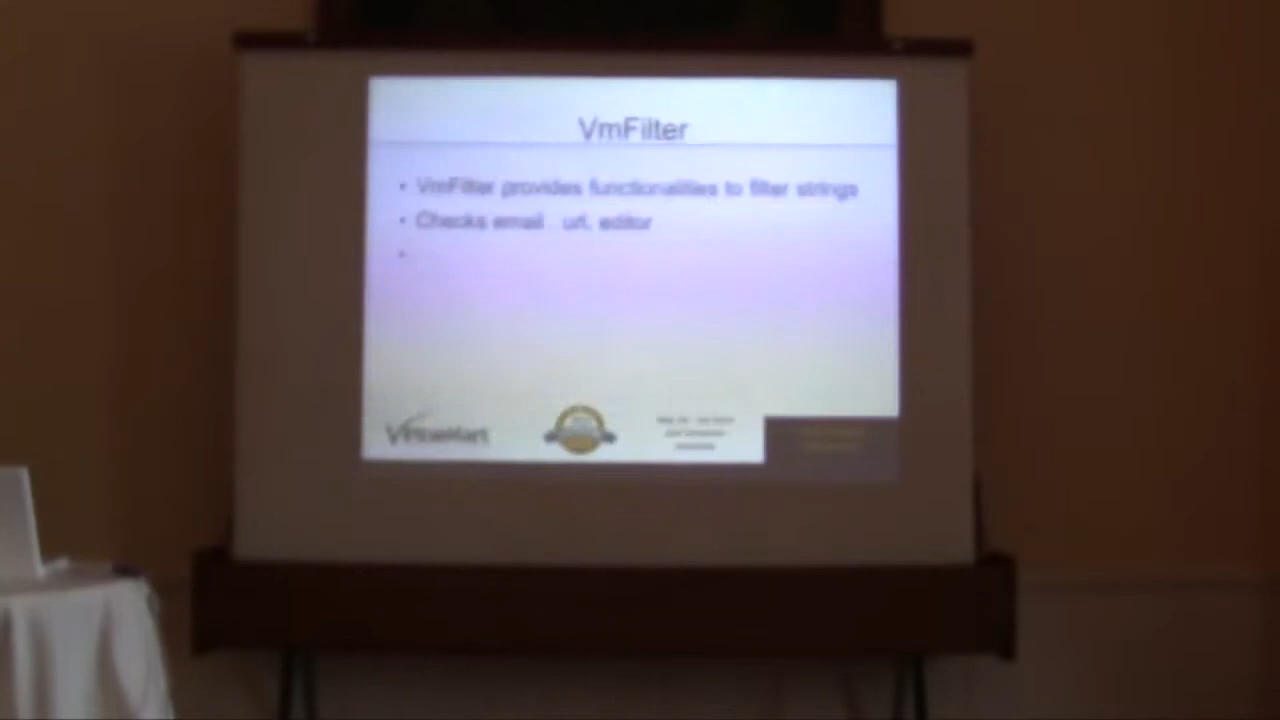 VmFilter
• VmFilter provides functionalities to filter strings
• Checks email url, editor
•
VirtueMart